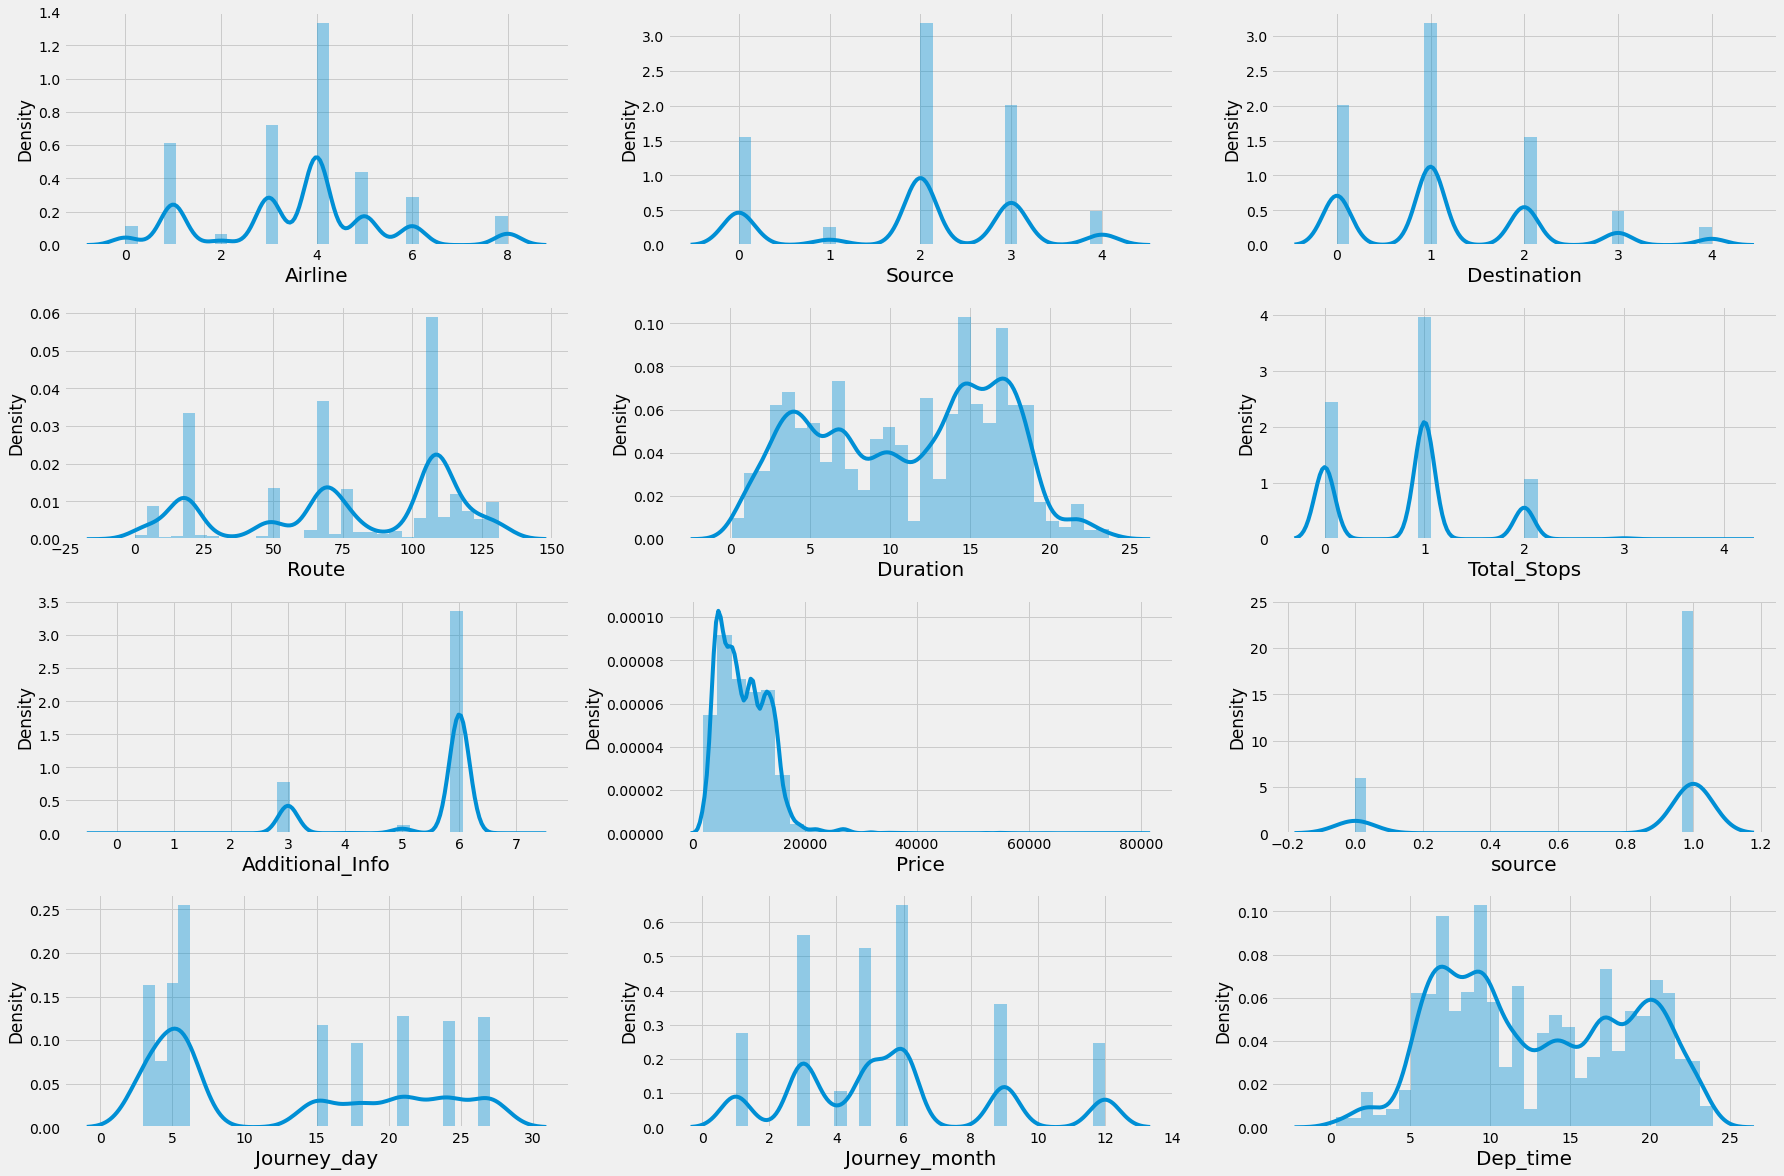 1.4
1.2
1.0
0.8
0.6
0.4
0.2
0.0
Density
0 2 4 6 8
Airline
3.0
2.5
2.0
1.5
1.0
0.5
0.0
Density
0 1 2 3 4
Source
3.0
2.5
2.0
1.5
1.0
0.5
0.0
Density
0 1 2 3 4
Destination
0.06
0.05
0.04
0.03
0.02
0.01
0.00
Density
−25 0 25 50 75 100 125 150
Route
0.10
0.08
0.06
0.04
0.02
0.00
Density
0 5 10 15 20 25
Duration
4
3
2
1
0
Density
0 1 2 3 4
Total_Stops
3.5
3.0
2.5
2.0
1.5
1.0
0.5
0.0
Density
0 1 2 3 4 5 6 7
Additional_Info
0.00010
0.00008
0.00006
0.00004
0.00002
0.00000
Density
0 20000 40000 60000 80000
Price
25
20
15
10
5
0
Density
−0.2 0.0 0.2 0.4 0.6 0.8 1.0 1.2
source
0.25
0.20
0.15
0.10
0.05
0.00
Density
0 5 10 15 20 25 30
Journey_day
0.6
0.5
0.4
0.3
0.2
0.1
0.0
Density
0 2 4 6 8 10 12 14
Journey_month
0.10
0.08
0.06
0.04
0.02
0.00
Density
0 5 10 15 20 25
Dep_time